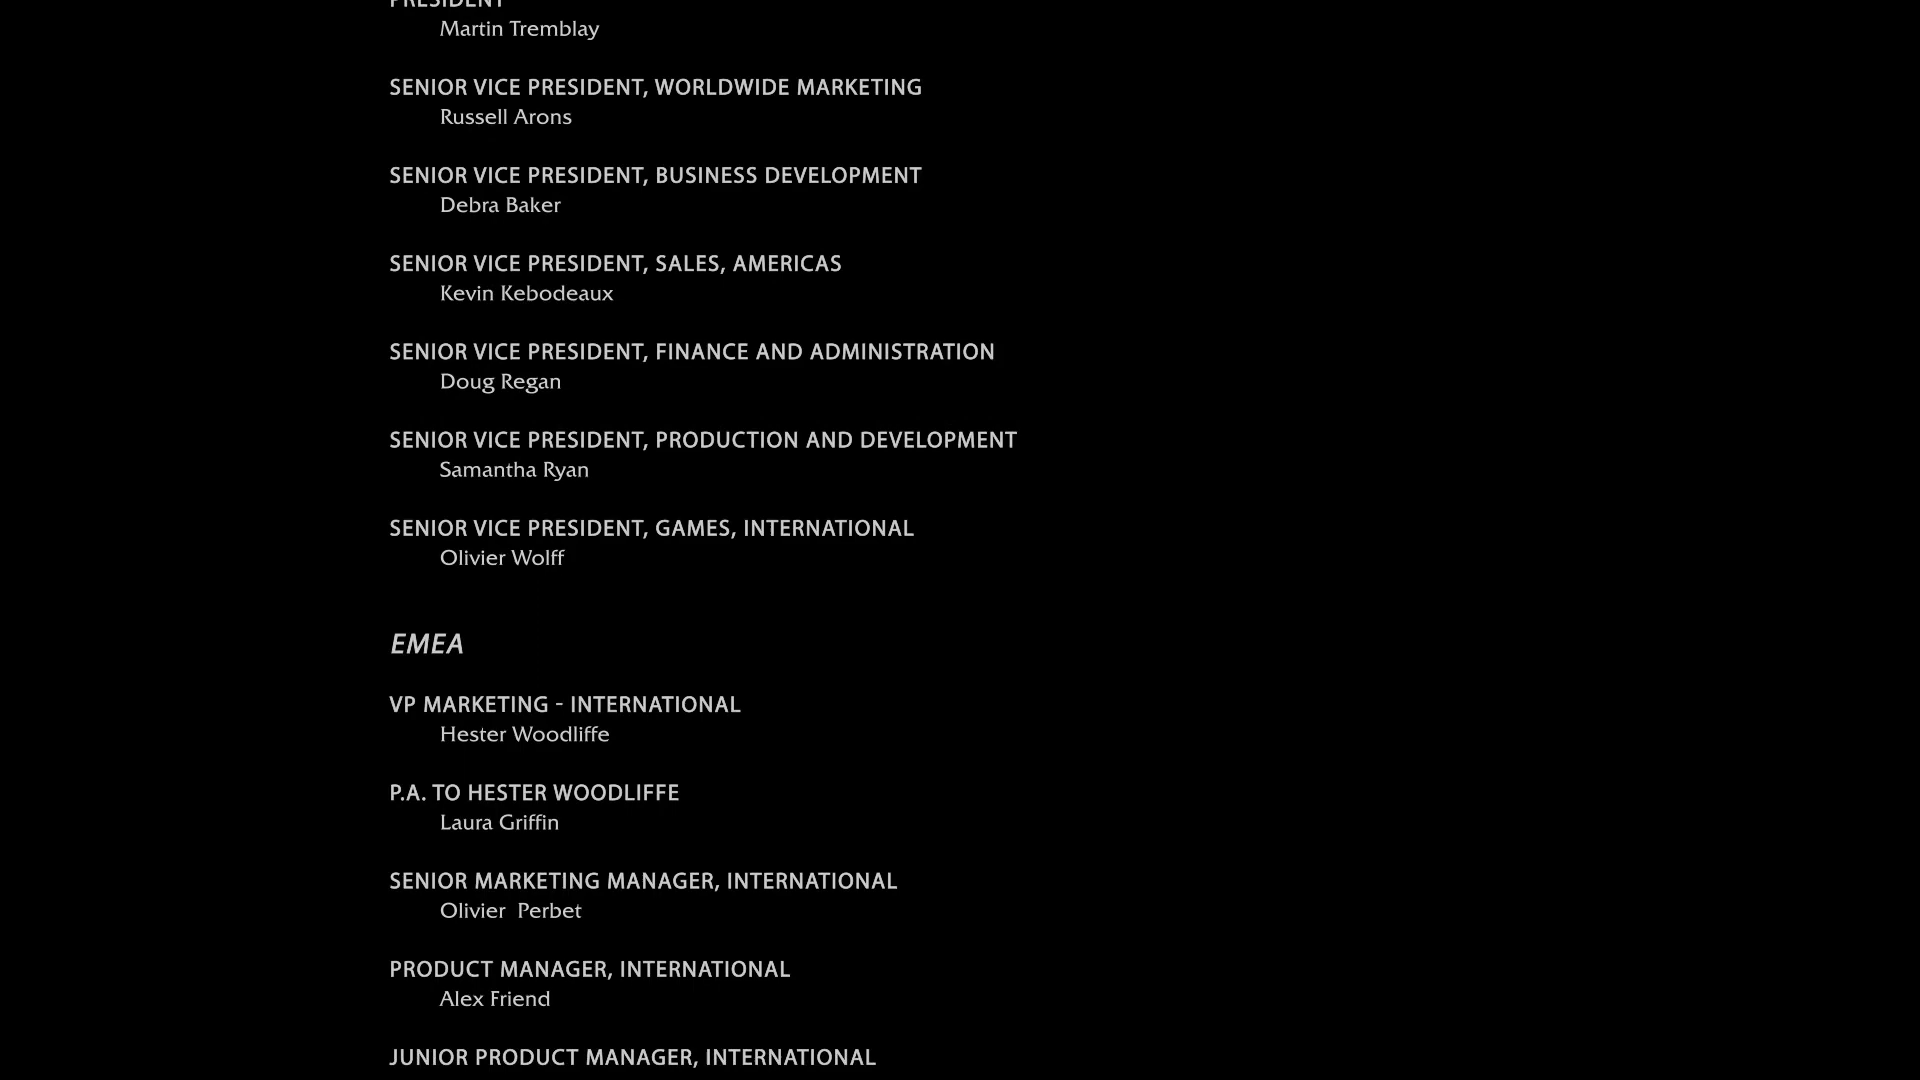 PRESIDENT
Martin Tremblay
SENIOR VICE PRESIDENT, WORLDWIDE MARKETING
Russell Arons
SENIOR VICE PRESIDENT, BUSINESS DEVELOPMENT
Debra Baker
SENIOR VICE PRESIDENT, SALES, AMERICAS
Kevin Kebodeaux
SENIOR VICE PRESIDENT, FINANCE AND ADMINISTRATION
Doug Regan
SENIOR VICE PRESIDENT, PRODUCTION AND DEVELOPMENT
Samantha Ryan
SENIOR VICE PRESIDENT, GAMES, INTERNATIONAL
Olivier Wolff
EMEA
VP MARKETING - INTERNATIONAL
Hester Woodliffe
P.A. TO HESTER WOODLIFFE
Laura Griffin
SENIOR MARKETING MANAGER, INTERNATIONAL
Olivier  Perbet
PRODUCT MANAGER, INTERNATIONAL
Alex Friend
JUNIOR PRODUCT MANAGER, INTERNATIONAL